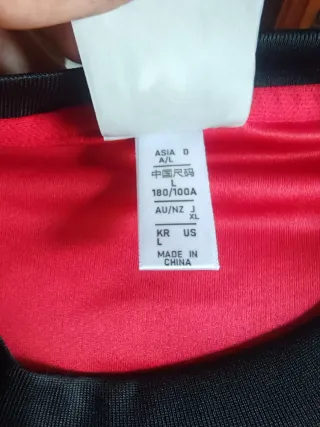 ASIA D
A/L
中国尺码
L
180/100A
AU/NZ J
XL
KR US
L
MADE IN
CHINA